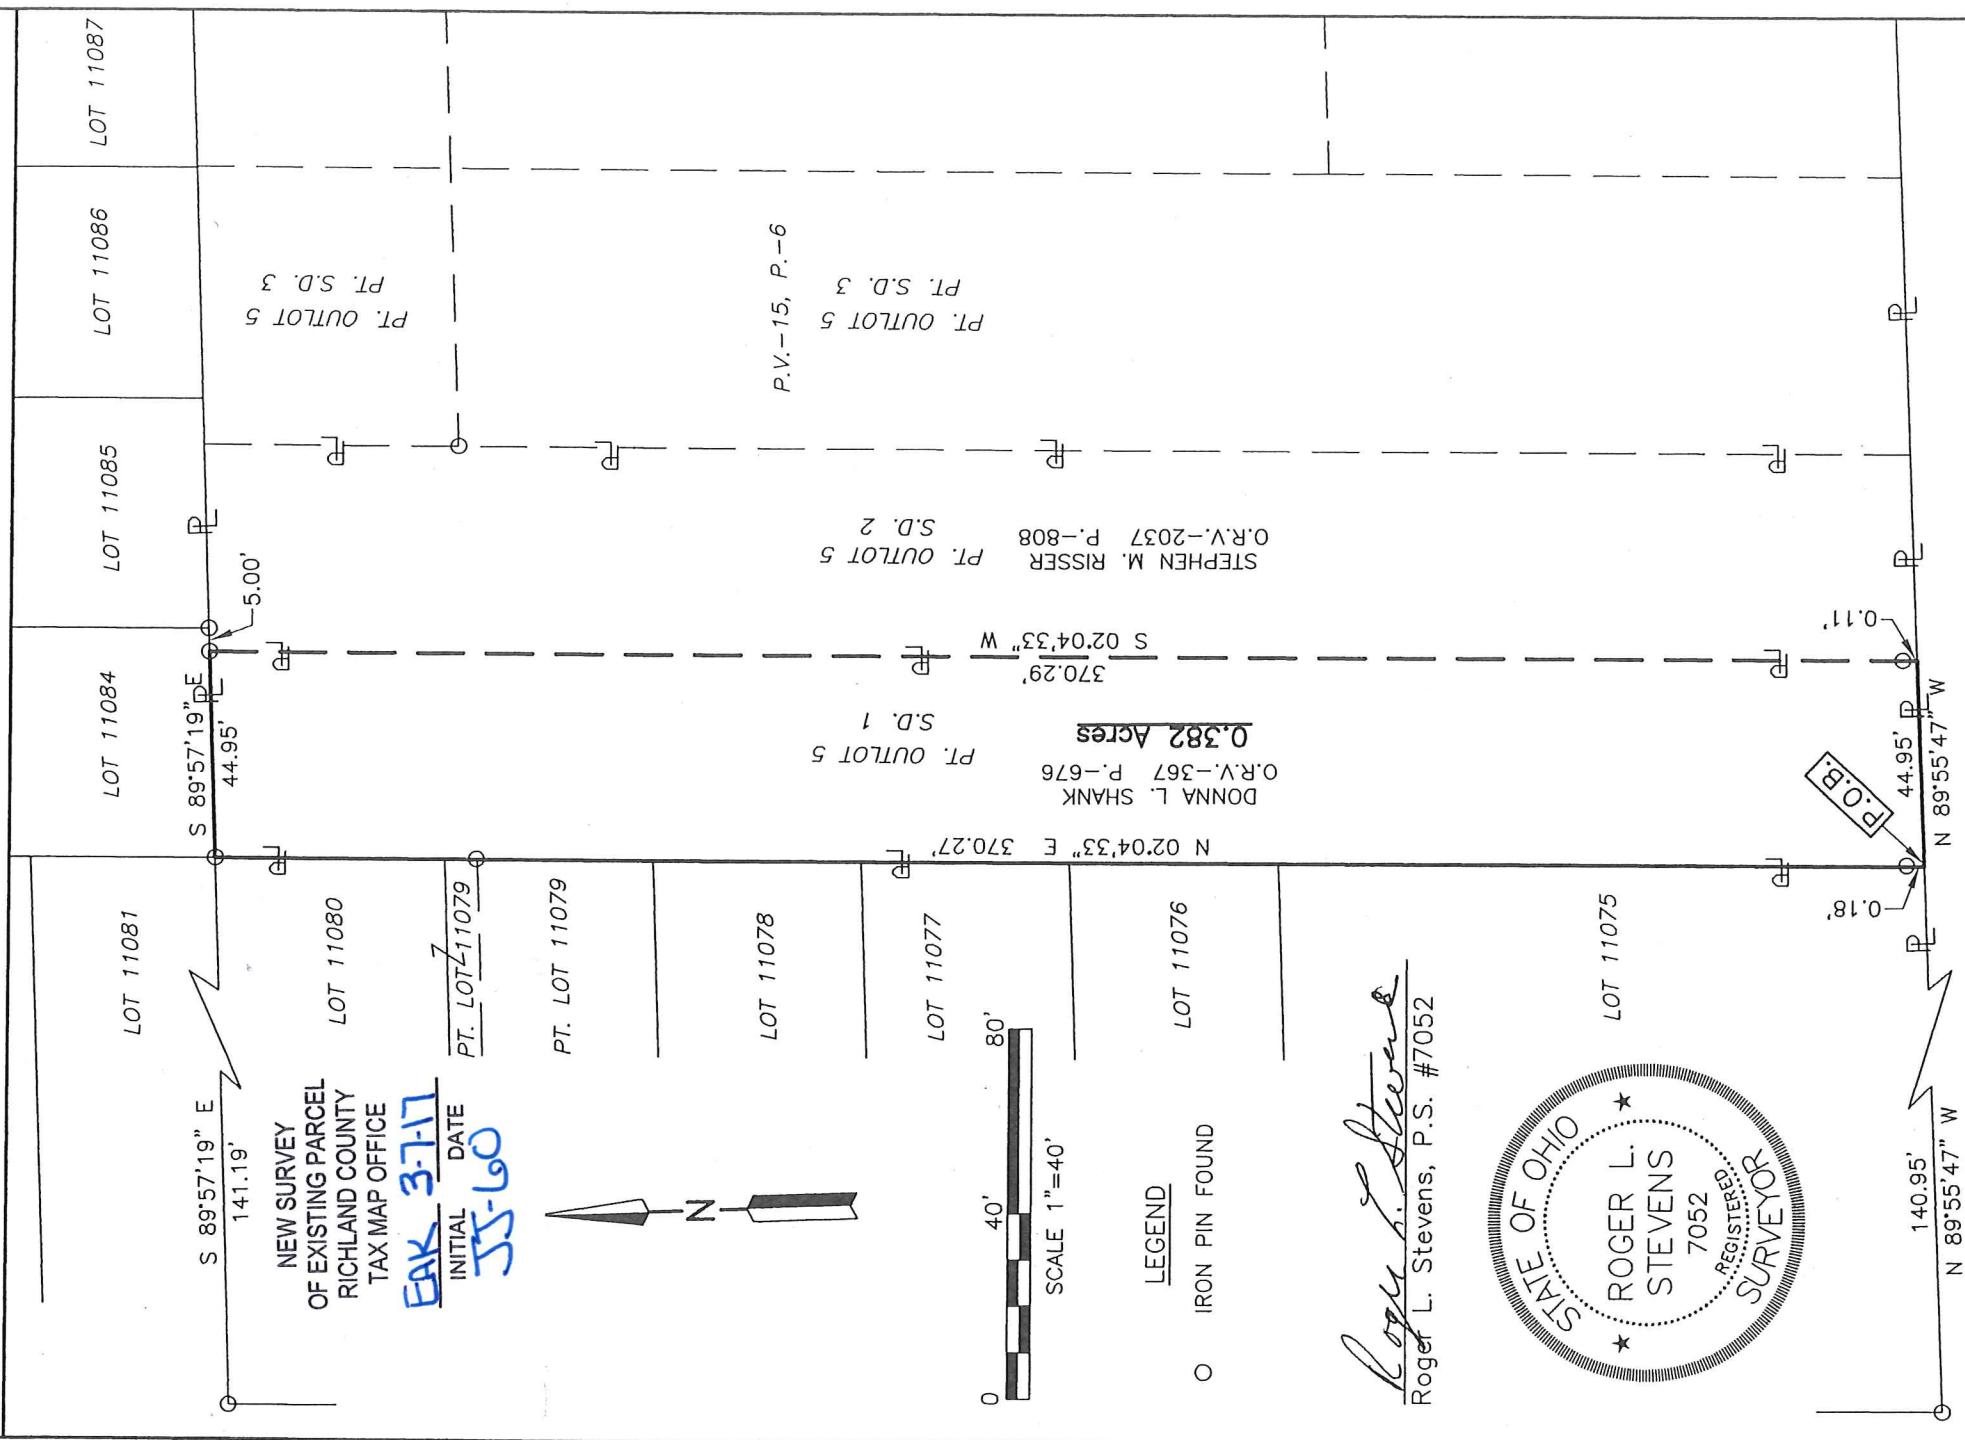 LOT 11081
LOT 11084
LOT 11085
LOT 11086
LOT 11087
S 89°57'19" E
141.19'
S 89°57'19" E
44.95'
5.00'
PL
NEW SURVEY
OF EXISTING PARCEL
RICHLAND COUNTY
TAX MAP OFFICE
EAK 3-7-17
INITIAL DATE
JJ-60
LOT 11080
PT. LOT 11079
PT. LOT 11079
LOT 11078
LOT 11077
LOT 11076
LOT 11075
N
0 40' 80'
SCALE 1"=40'
LEGEND
IRON PIN FOUND
Roger L. Stevens
Roger L. Stevens, P.S. #7052
STATE OF OHIO
ROGER L.
STEVENS
7052
REGISTERED
SURVEYOR
N 02°04'33" E 370.27'
DONNA L. SHANK
O.R.V.-367 P.-676
0.382 Acres
PT. OUTLOT 5
S.D. 1
370.29'
S 02°04'33" W
STEPHEN M. RISSER
O.R.V.-2037 P.-808
PT. OUTLOT 5
S.D. 2
PT. OUTLOT 5
PT. S.D. 3
P.V.-15, P.-6
PT. OUTLOT 5
PT. S.D. 3
P.O.B.
0.18'
0.11'
44.95'
N 89°55'47" W
140.95'
N 89°55'47" W